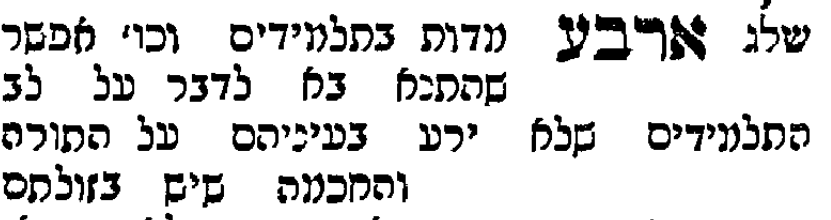 שלג ארבע מדות בתלמידים וכו׳ אפשר
שהתנא בא לדבר על לב
התלמידים שלא ירע בעיניהם על התורה
והחכמה שיש בזולתם